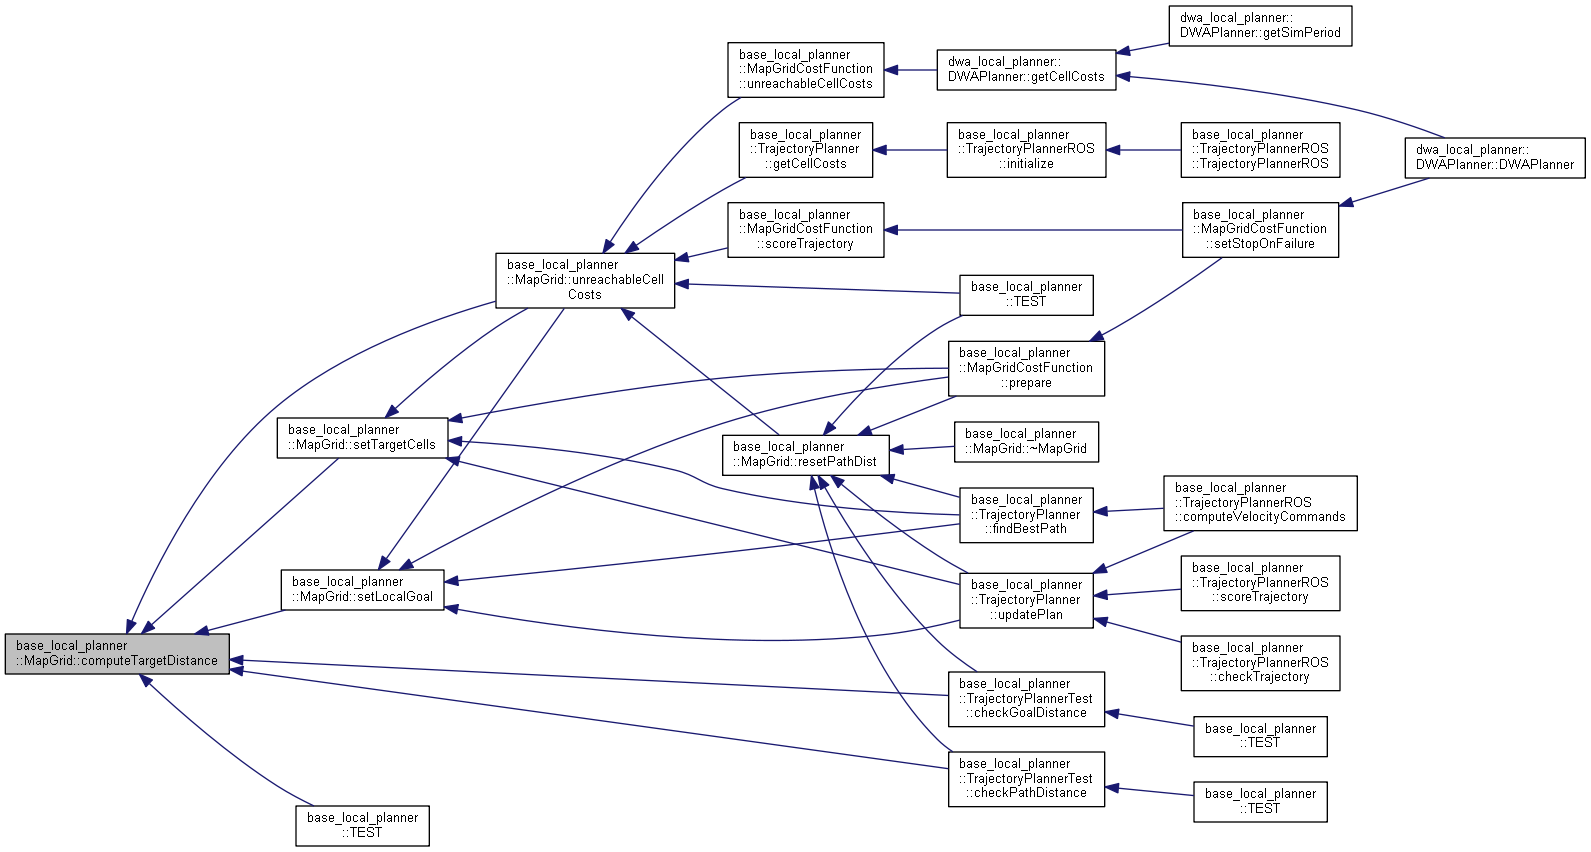 dwa_local_planner::
DWAPlanner::getSimPeriod
base_local_planner
::MapGridCostFunction
::unreachableCellCosts
dwa_local_planner::
DWAPlanner::getCellCosts
base_local_planner
::TrajectoryPlanner
::getCellCosts
base_local_planner
::TrajectoryPlannerROS
::initialize
base_local_planner
::TrajectoryPlannerROS
::TrajectoryPlannerROS
dwa_local_planner::
DWAPlanner::DWAPlanner
base_local_planner
::MapGridCostFunction
::scoreTrajectory
base_local_planner
::MapGridCostFunction
::setStopOnFailure
base_local_planner
::MapGrid::unreachableCell
Costs
base_local_planner
::TEST
base_local_planner
::MapGridCostFunction
::prepare
base_local_planner
::MapGrid::setTargetCells
base_local_planner
::MapGrid::resetPathDist
base_local_planner
::MapGrid::~MapGrid
base_local_planner
::TrajectoryPlanner
::findBestPath
base_local_planner
::TrajectoryPlannerROS
::computeVelocityCommands
base_local_planner
::MapGrid::setLocalGoal
base_local_planner
::TrajectoryPlanner
::updatePlan
base_local_planner
::TrajectoryPlannerROS
::scoreTrajectory
base_local_planner
::MapGrid::computeTargetDistance
base_local_planner
::TrajectoryPlannerROS
::checkTrajectory
base_local_planner
::TrajectoryPlannerTest
::checkGoalDistance
base_local_planner
::TEST
base_local_planner
::TrajectoryPlannerTest
::checkPathDistance
base_local_planner
::TEST
base_local_planner
::TEST